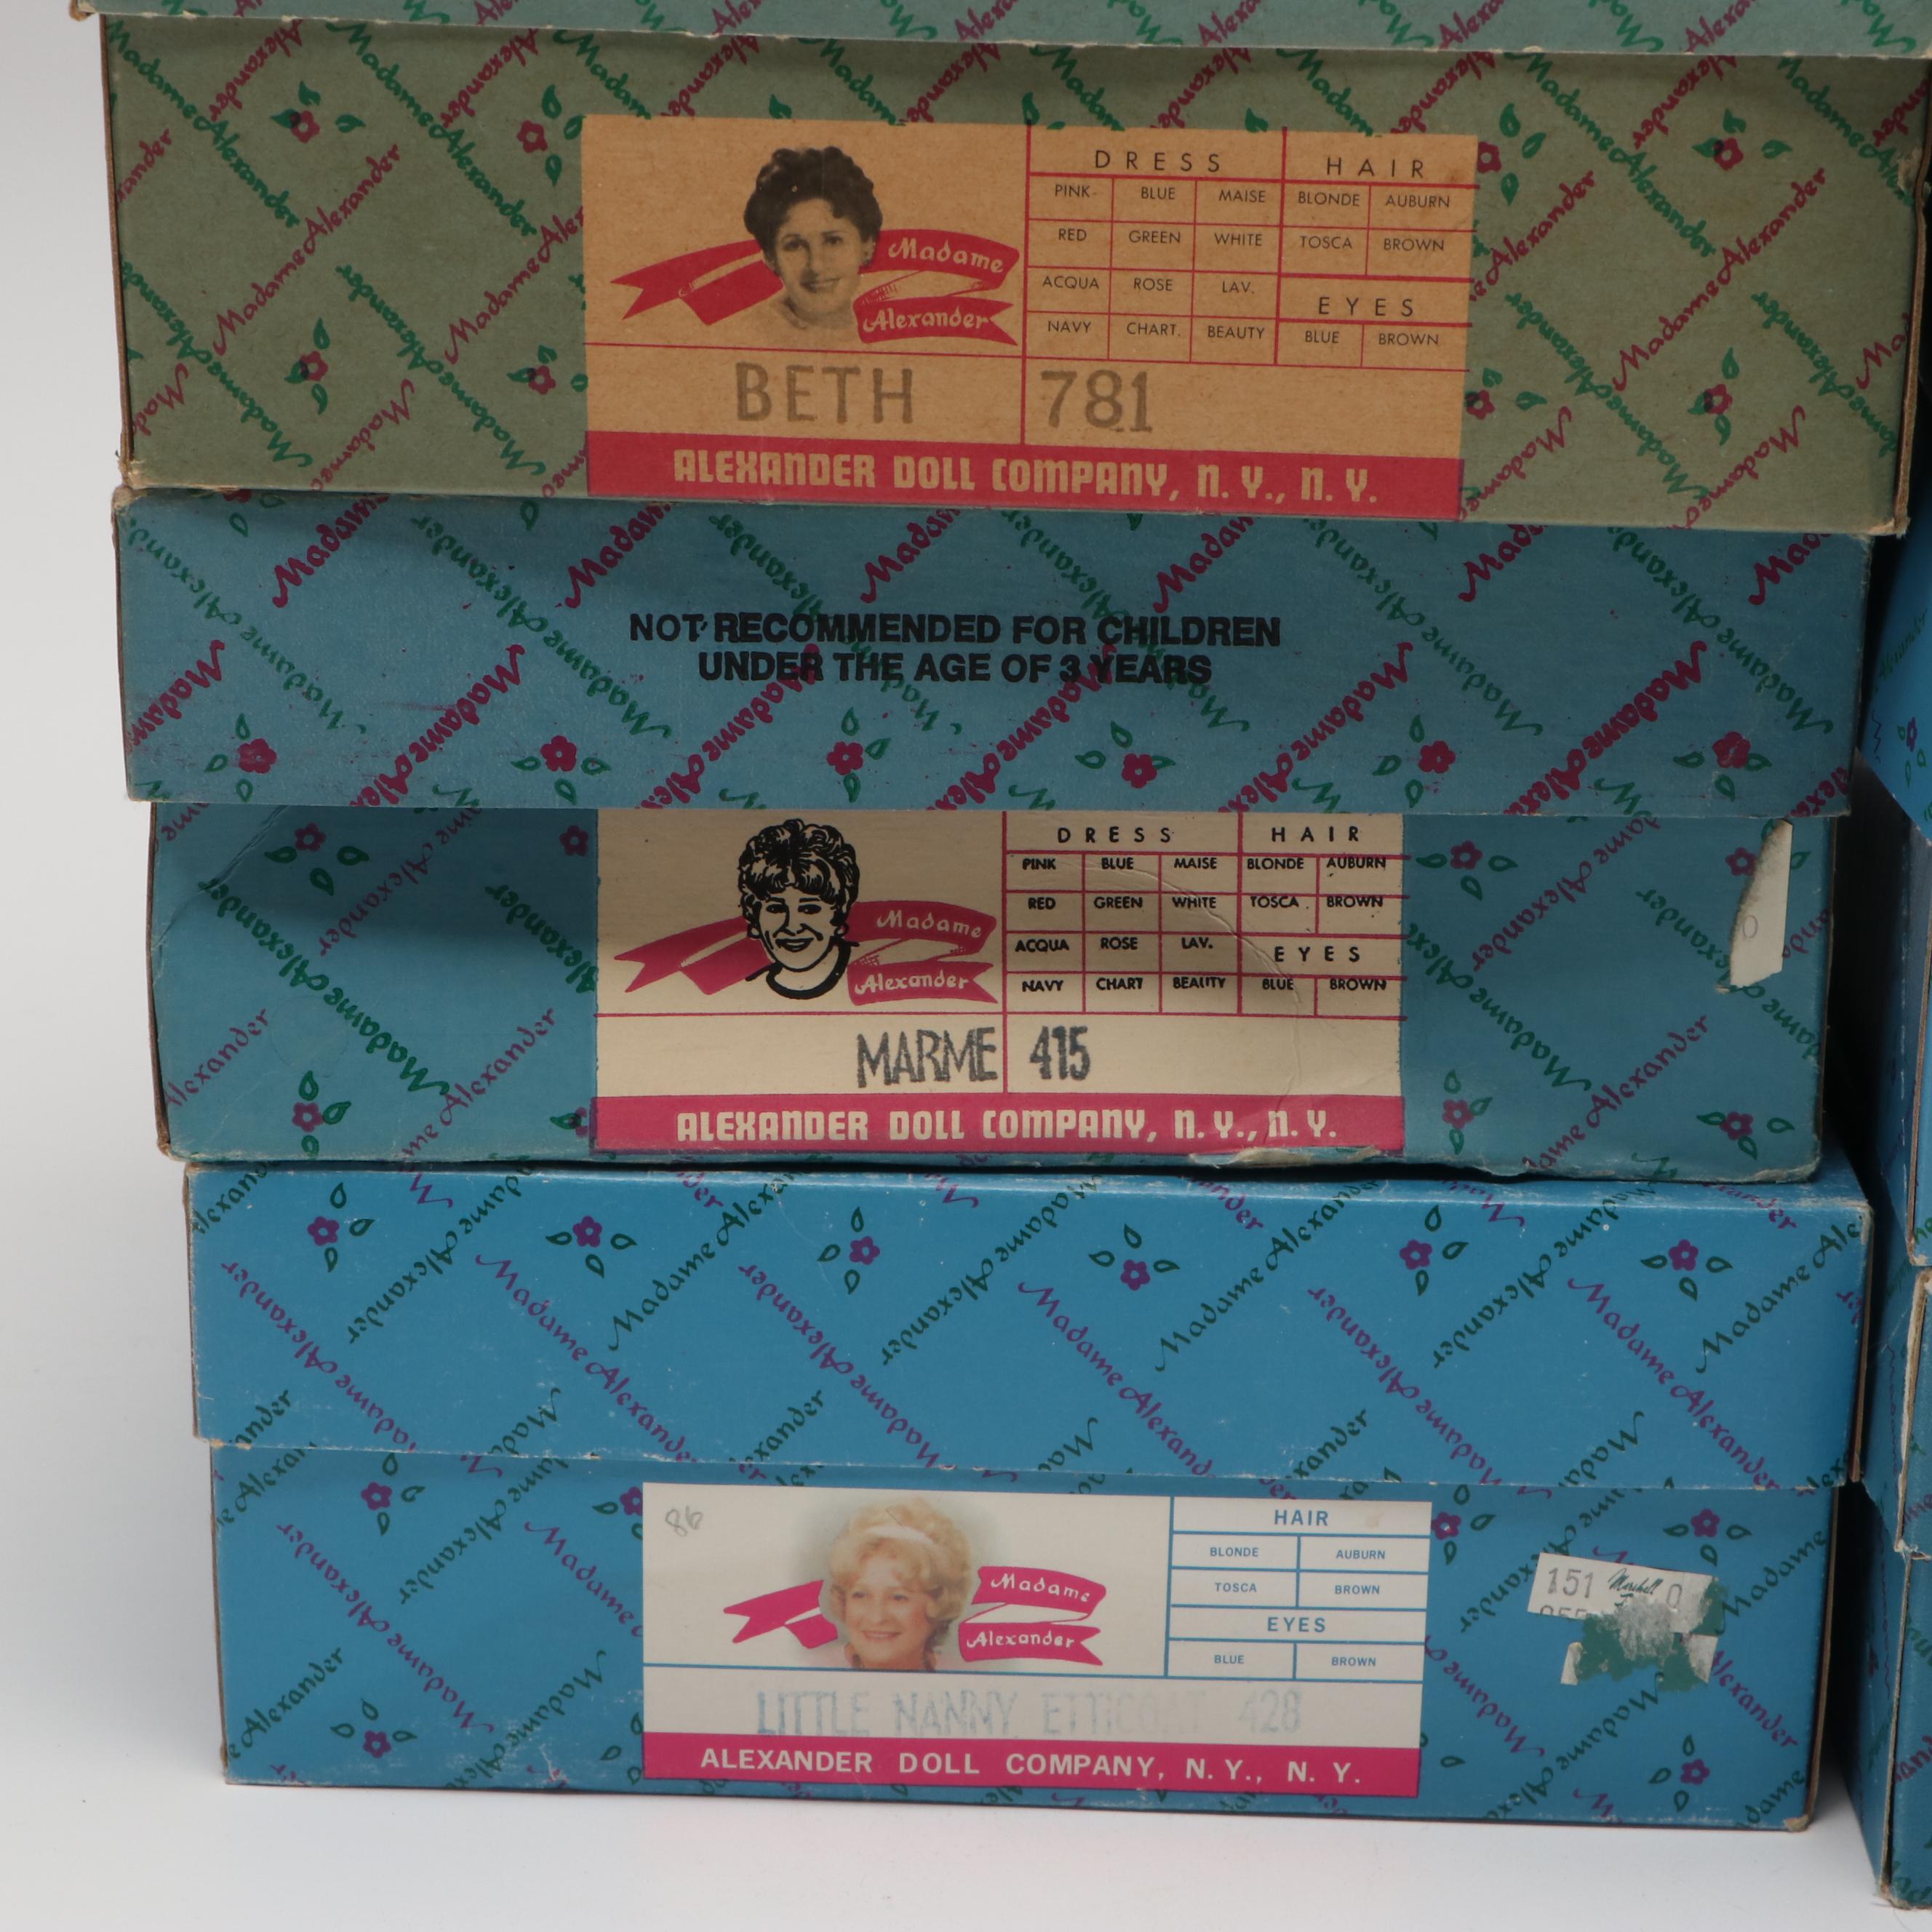 Madame
Alexander
DRESS HAIR
PINK BLUE MAISE BLONDE AUBURN
RED GREEN WHITE TOSCA BROWN
ACQUA ROSE LAV.
EYES
NAVY CHART. BEAUTY BLUE BROWN
BETH 781
ALEXANDER DOLL COMPANY, N. Y., N. Y.
NOT RECOMMENDED FOR CHILDREN
UNDER THE AGE OF 3 YEARS
Madame
Alexander
DRESS HAIR
PINK BLUE MAISE BLONDE AUBURN
RED GREEN WHITE TOSCA BROWN
ACQUA ROSE LAV. EYES
NAVY CHART BEAUTY BLUE BROWN
MARME 415
ALEXANDER DOLL COMPANY, N. Y., N. Y.
Madame Alexander
86
Madame
Alexander
HAIR
BLONDE AUBURN
TOSCA BROWN
EYES
BLUE BROWN
LITTLE NANNY ETTICOAT 428
ALEXANDER DOLL COMPANY, N. Y., N. Y.
151 0